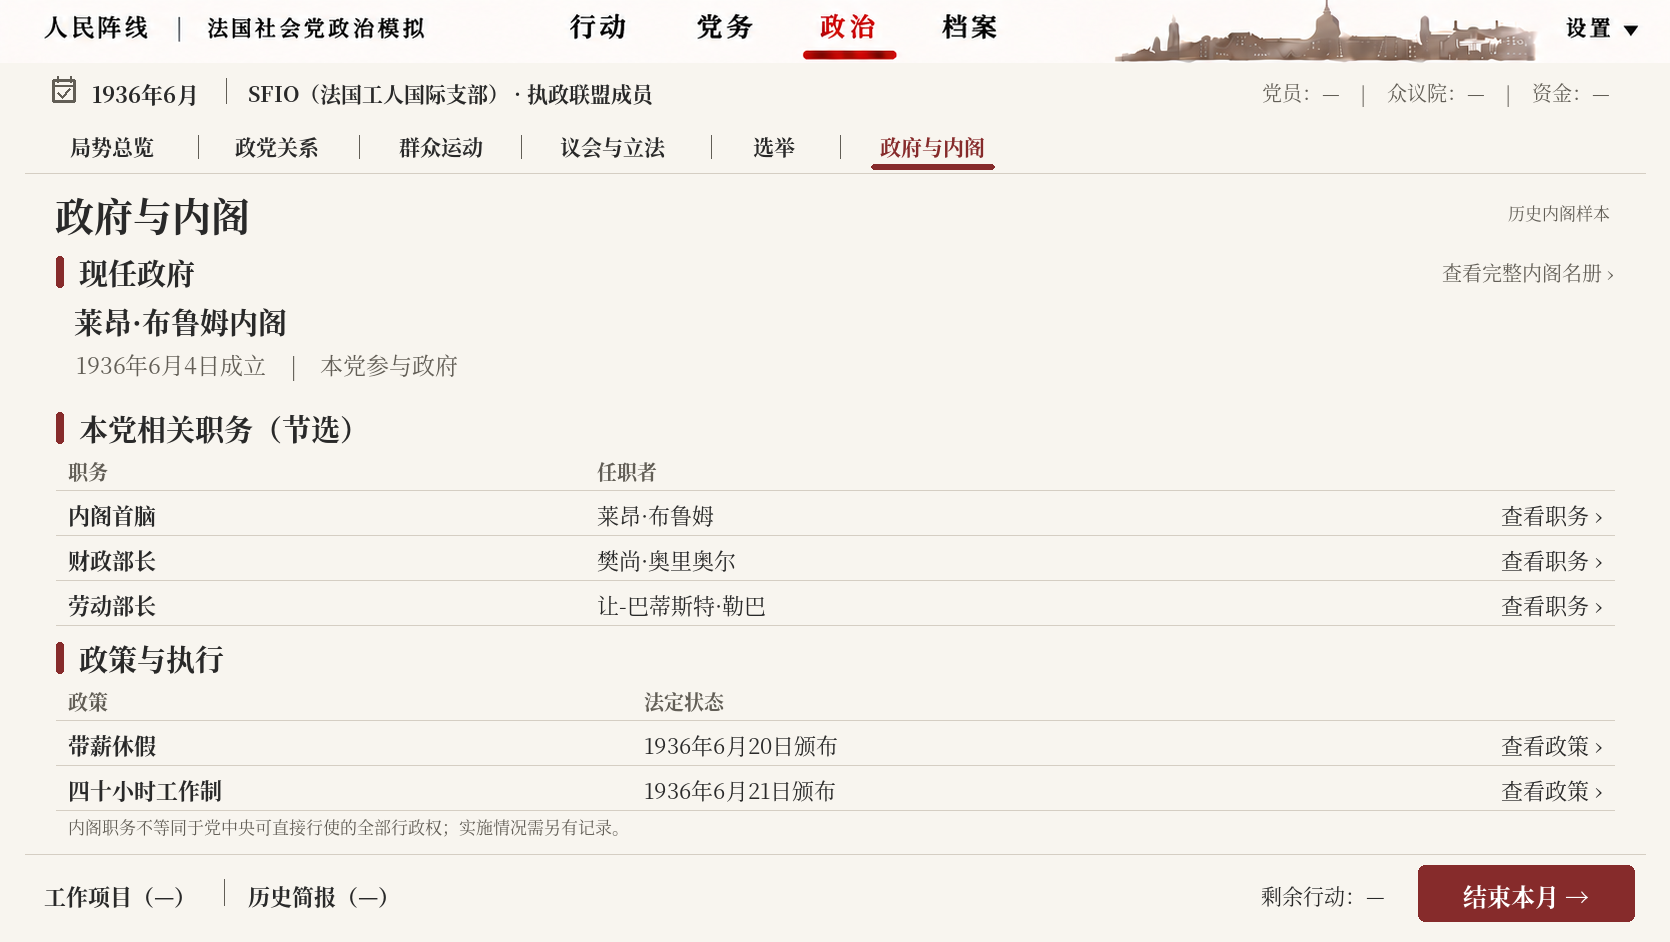 人民阵线 | 法国社会党政治模拟 行动 党务 政治 档案 设置 ▼
1936年6月 | SFIO（法国工人国际支部）· 执政联盟成员 党员：— | 众议院：— | 资金：—
局势总览 | 政党关系 | 群众运动 | 议会与立法 | 选举 | 政府与内阁
政府与内阁 历史内阁样本
现任政府 查看完整内阁名册 ›
莱昂·布鲁姆内阁
1936年6月4日成立 | 本党参与政府
本党相关职务（节选）
职务 任职者
内阁首脑 莱昂·布鲁姆 查看职务 ›
财政部长 樊尚·奥里奥尔 查看职务 ›
劳动部长 让-巴蒂斯特·勒巴 查看职务 ›
政策与执行
政策 法定状态
带薪休假 1936年6月20日颁布 查看政策 ›
四十小时工作制 1936年6月21日颁布 查看政策 ›
内阁职务不等同于党中央可直接行使的全部行政权；实施情况需另有记录。
工作项目（—） | 历史简报（—） 剩余行动：— 结束本月 →